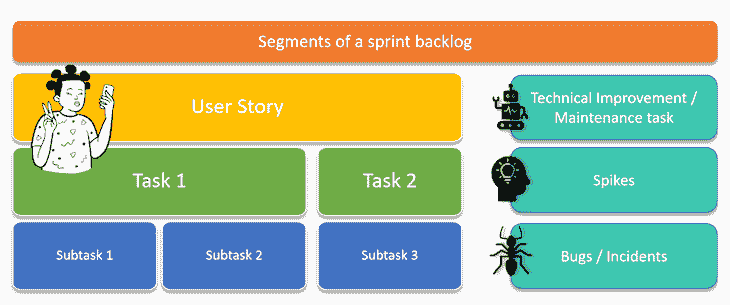 Segments of a sprint backlog
User Story
Technical Improvement /
Maintenance task
Task 1
Task 2
Spikes
Subtask 1
Subtask 2
Subtask 3
Bugs / Incidents